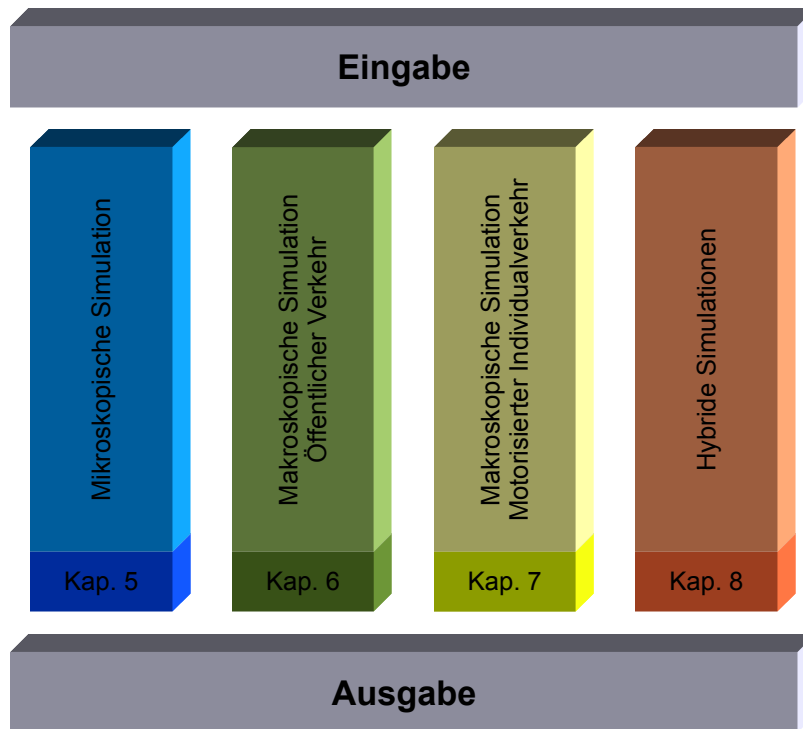 Eingabe
Mikroskopische Simulation
Kap. 5
Makroskopische Simulation
Öffentlicher Verkehr
Kap. 6
Makroskopische Simulation
Motorisierter Individualverkehr
Kap. 7
Hybride Simulationen
Kap. 8
Ausgabe